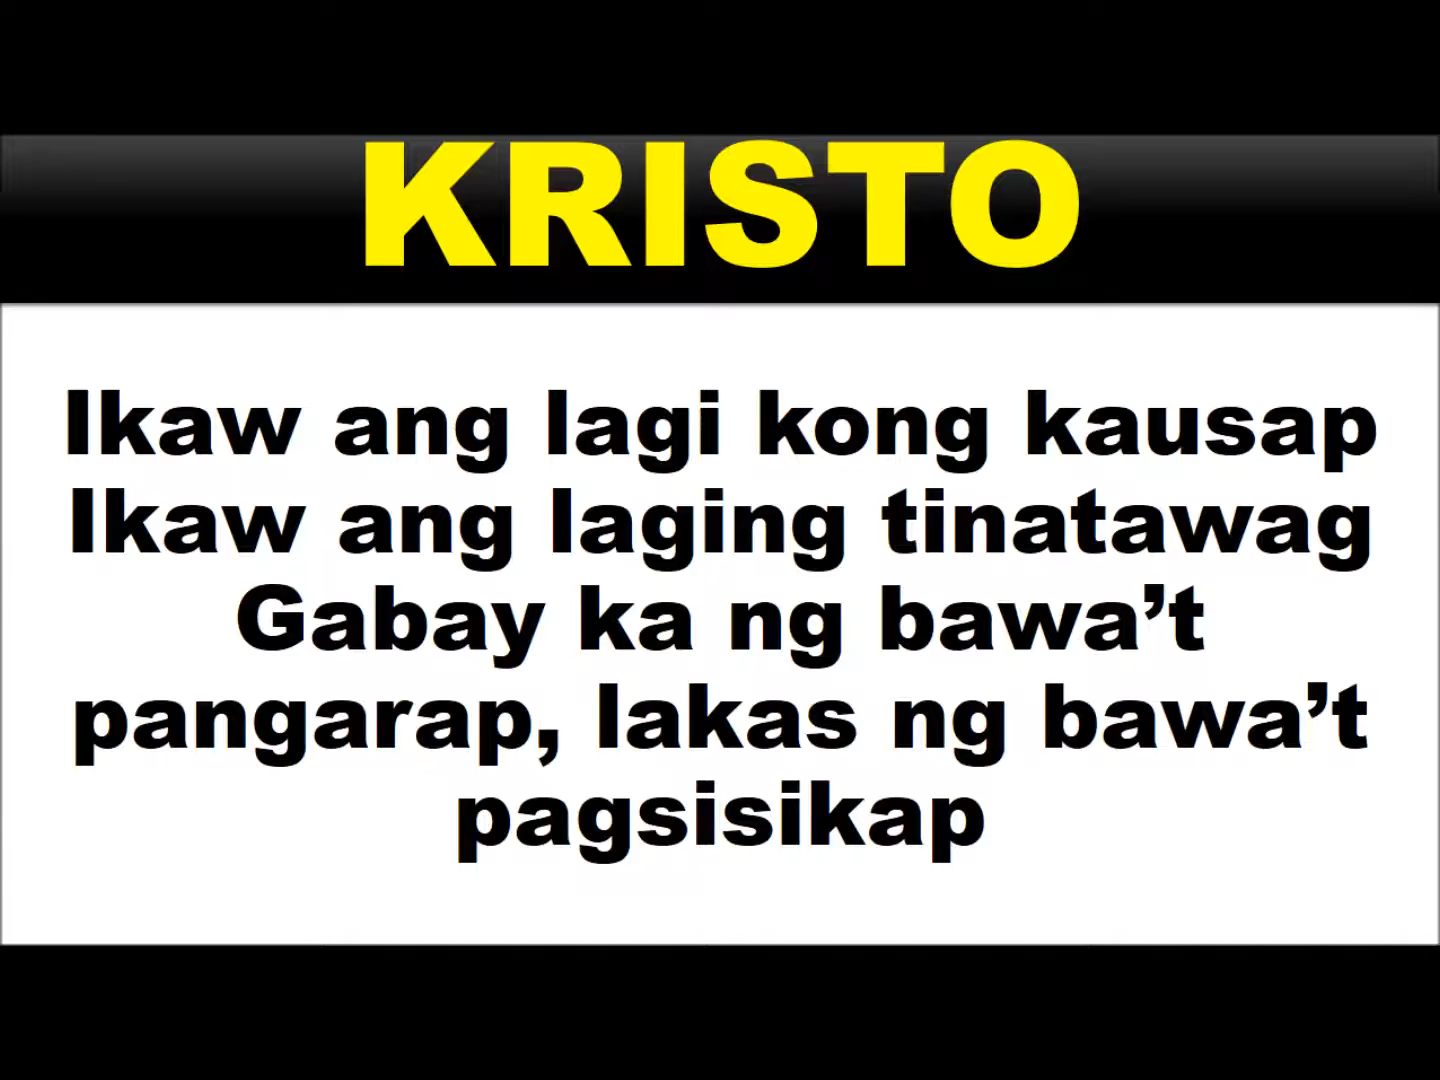 KRISTO
Ikaw ang lagi kong kausap
Ikaw ang laging tinatawag
Gabay ka ng bawa’t
pangarap, lakas ng bawa’t
pagsisikap